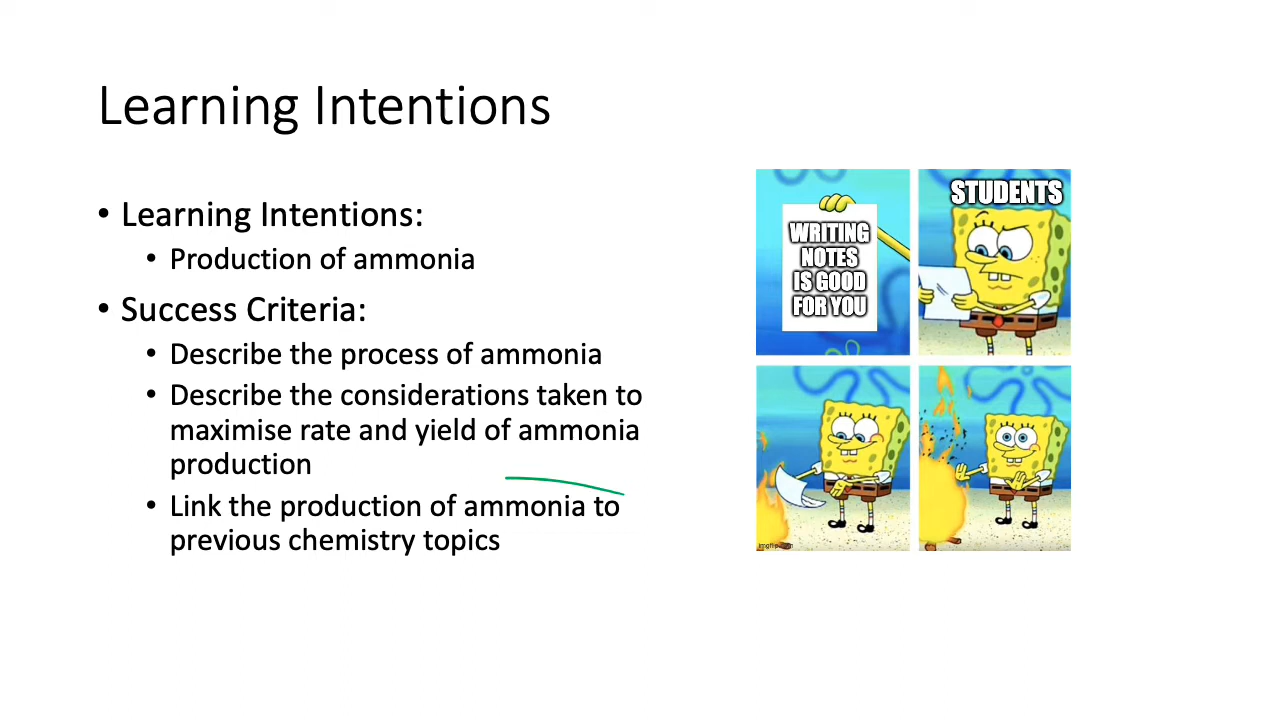 Learning Intentions
• Learning Intentions:
• Production of ammonia
• Success Criteria:
• Describe the process of ammonia
• Describe the considerations taken to
maximise rate and yield of ammonia
production
• Link the production of ammonia to
previous chemistry topics
WRITING
NOTES
IS GOOD
FOR YOU
STUDENTS